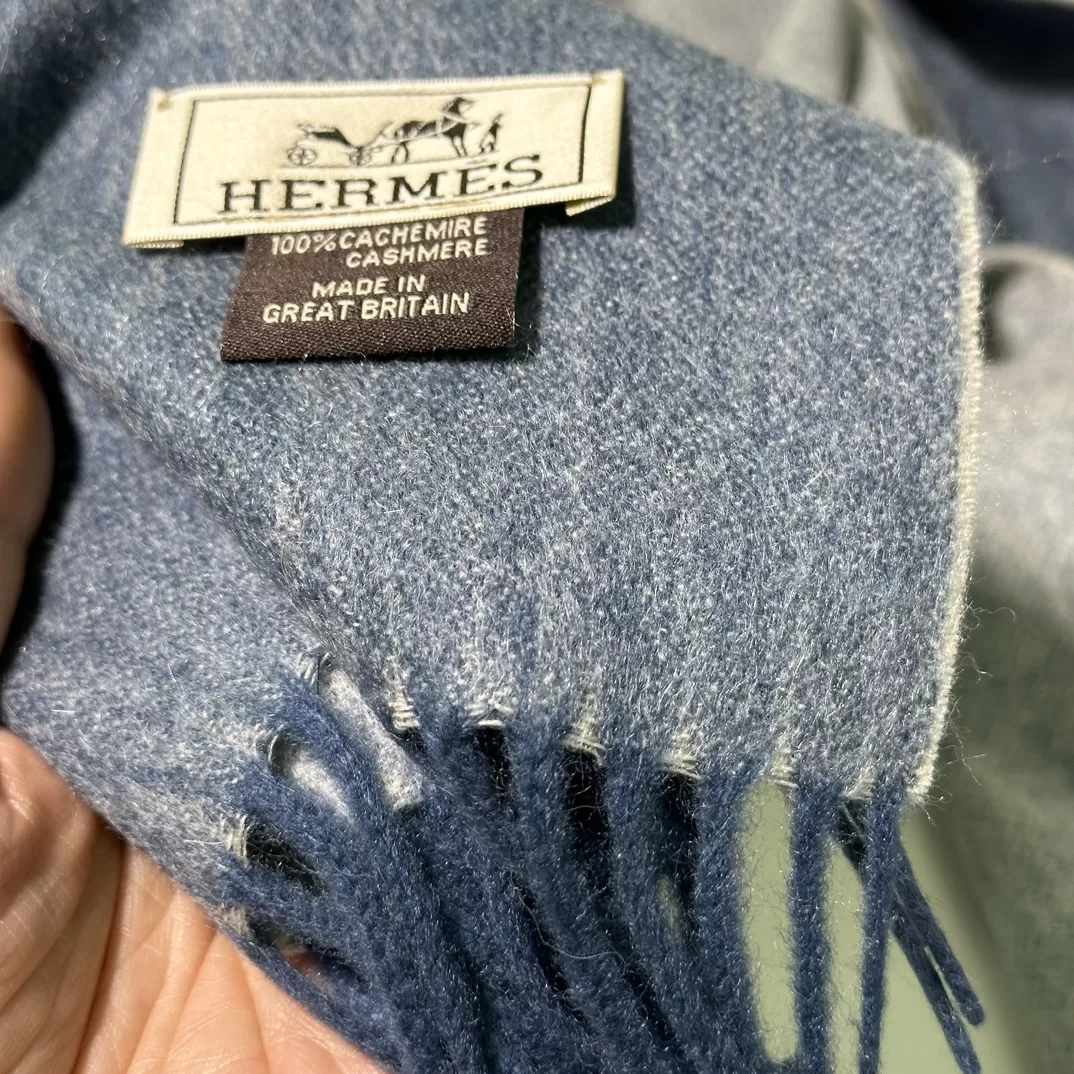 HERMÈS
100% CACHEMIRE
CASHMERE
MADE IN
GREAT BRITAIN